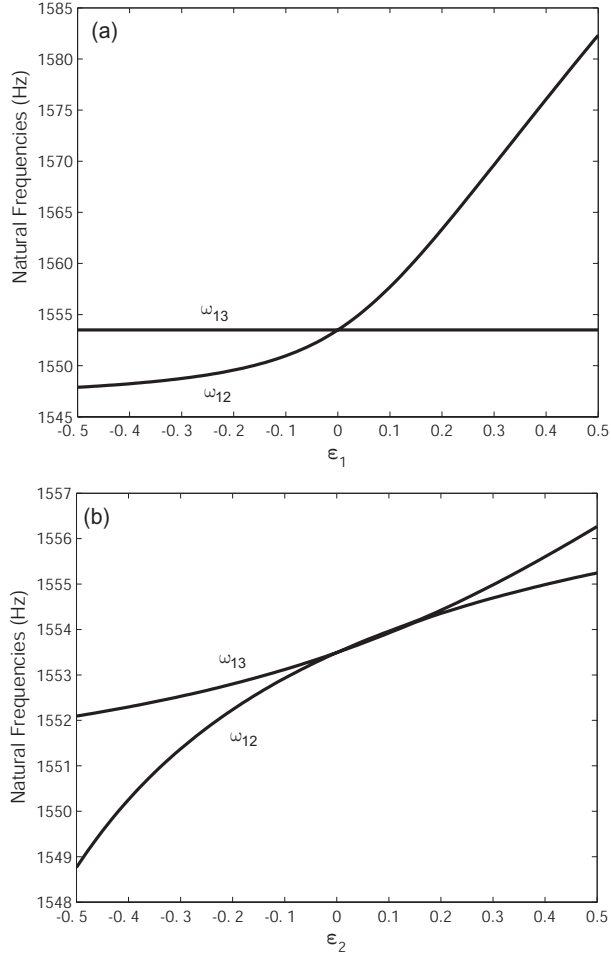 (a)
Natural Frequencies (Hz)
1585
1580
1575
1570
1565
1560
1555
1550
1545
ω13
ω12
-0. 5 -0. 4 -0. 3 -0. 2 -0. 1 0 0.1 0.2 0.3 0.4 0.5
ε1
(b)
Natural Frequencies (Hz)
1557
1556
1555
1554
1553
1552
1551
1550
1549
1548
ω13
ω12
-0. 5 -0. 4 -0. 3 -0. 2 -0. 1 0 0.1 0.2 0.3 0.4 0.5
ε2